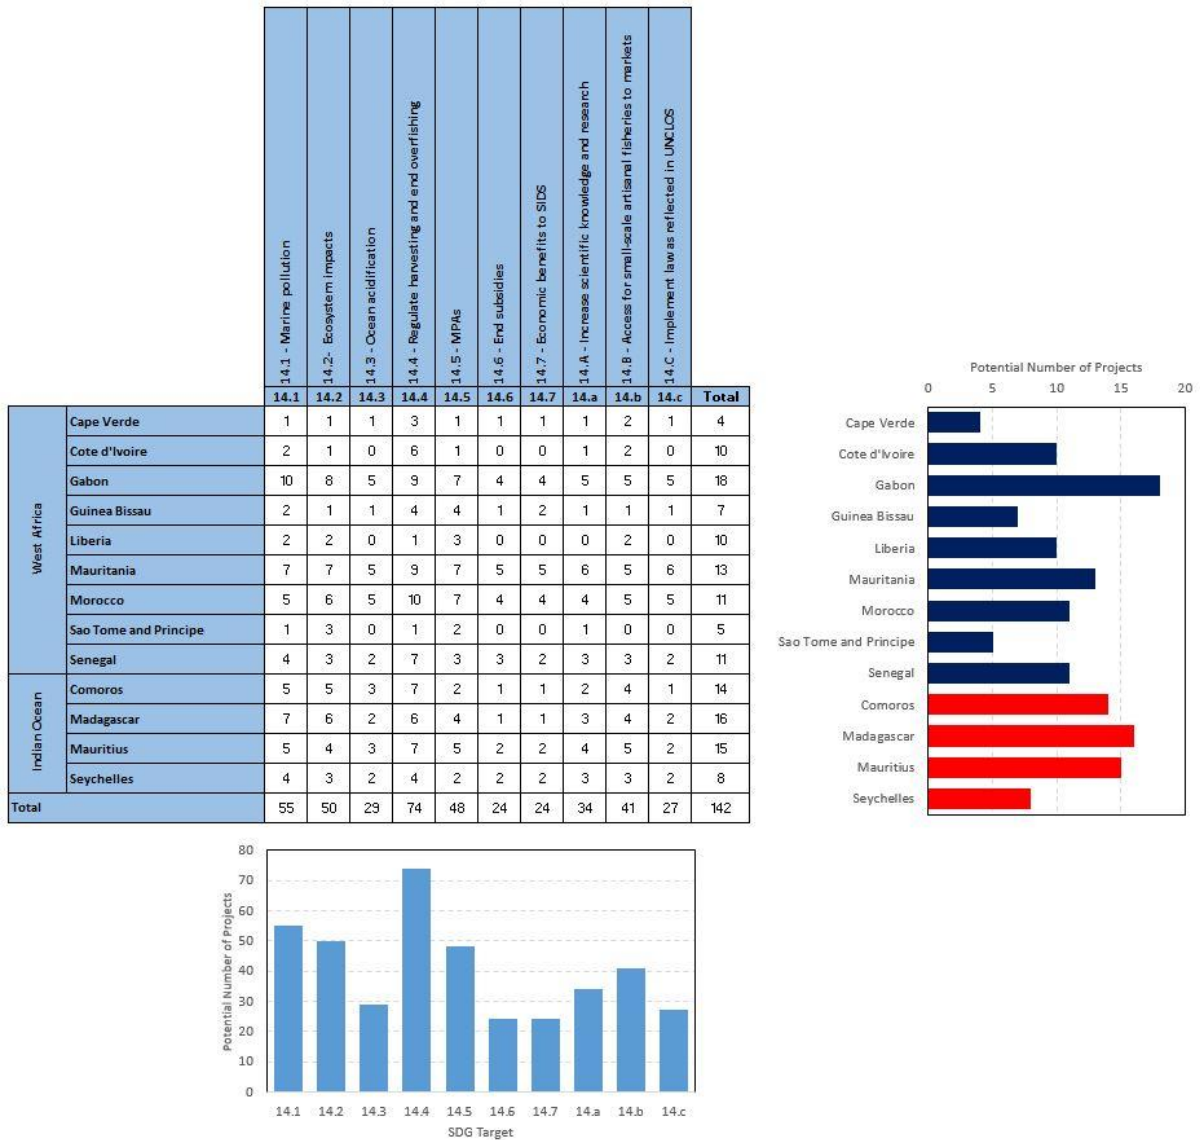 14.1 - Marine pollution
14.2- Ecosystem impacts
14.3 - Ocean acidification
14.4 - Regulate harvesting and end overfishing
14.5 - MPAs
14.6 - End subsidies
14.7 - Economic benefits to SIDS
14.A - Increase scientific knowledge and research
14.B - Access for small-scale artisanal fisheries to markets
14.C - Implement law as reflected in UNCLOS
14.1 14.2 14.3 14.4 14.5 14.6 14.7 14.a 14.b 14.c Total
West Africa
Cape Verde 1 1 1 3 1 1 1 1 2 1 4
Cote d'Ivoire 2 1 0 6 1 0 0 1 2 0 10
Gabon 10 8 5 9 7 4 4 5 5 5 18
Guinea Bissau 2 1 1 4 4 1 2 1 1 1 7
Liberia 2 2 0 1 3 0 0 0 2 0 10
Mauritania 7 7 5 9 7 5 5 6 5 6 13
Morocco 5 6 5 10 7 4 4 4 5 5 11
Sao Tome and Principe 1 3 0 1 2 0 0 1 0 0 5
Senegal 4 3 2 7 3 3 2 3 3 2 11
Indian Ocean
Comoros 5 5 3 7 2 1 1 2 4 1 14
Madagascar 7 6 2 6 4 1 1 3 4 2 16
Mauritius 5 4 3 7 5 2 2 4 5 2 15
Seychelles 4 3 2 4 2 2 2 3 3 2 8
Total 55 50 29 74 48 24 24 34 41 27 142
Potential Number of Projects
0 5 10 15 20
Cape Verde
Cote d'Ivoire
Gabon
Guinea Bissau
Liberia
Mauritania
Morocco
Sao Tome and Principe
Senegal
Comoros
Madagascar
Mauritius
Seychelles
Potential Number of Projects
80
70
60
50
40
30
20
10
0
14.1 14.2 14.3 14.4 14.5 14.6 14.7 14.a 14.b 14.c
SDG Target